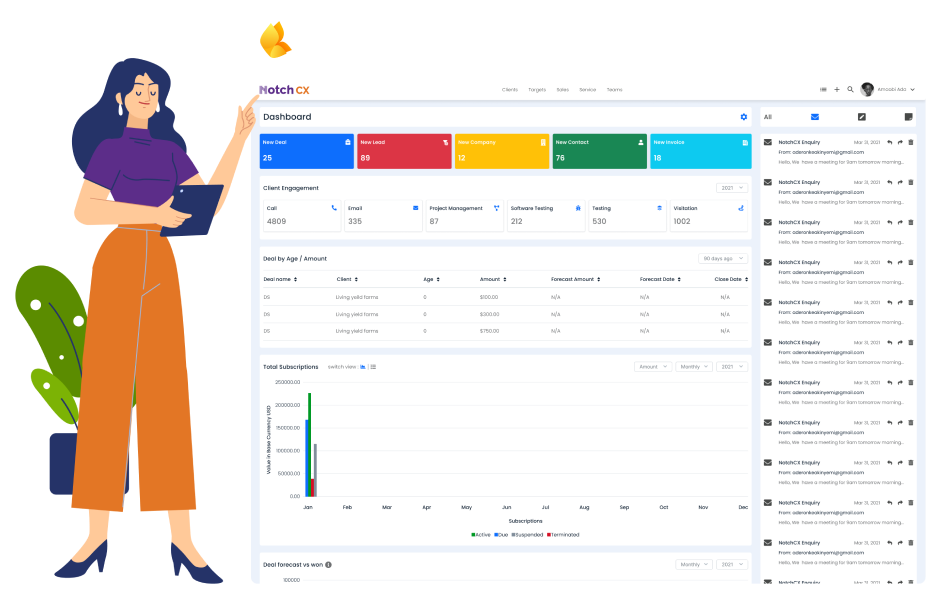 Notch CX
Clients Targets Sales Service Teams
Amoobi Ado
Dashboard
New Deal
25
New Lead
89
New Company
12
New Contact
76
New Invoice
18
Client Engagement
2021
Call
4809
Email
335
Project Management
87
Software Testing
212
Testing
530
Visitation
1002
Deal by Age / Amount
90 days ago
Deal name Client Age Amount Forecast Amount Forecast Date Close Date
DS Living yeild farms 0 $100.00 N/A N/A N/A
DS Living yield farms 0 $300.00 N/A N/A N/A
DS Living yield farms 0 $750.00 N/A N/A N/A
Total Subscriptions
switch view
Amount Monthly 2021
Value in Base Currency USD
250000.00
200000.00
150000.00
100000.00
50000.00
0.00
Jan Feb Mar Apr May Jun Jul Aug Sep Oct Nov Dec
Subscriptions
Active Due Suspended Terminated
Deal forecast vs won
Monthly 2021
100000
All
NotchCX Enquiry Mar 31, 2021
From: aderonkeakinyemi@gmail.com
Hello, We have a meeting for 9am tomorrow morning...
NotchCX Enquiry Mar 31, 2021
From: aderonkeakinyemi@gmail.com
Hello, We have a meeting for 9am tomorrow morning...
NotchCX Enquiry Mar 31, 2021
From: aderonkeakinyemi@gmail.com
Hello, We have a meeting for 9am tomorrow morning...
NotchCX Enquiry Mar 31, 2021
From: aderonkeakinyemi@gmail.com
Hello, We have a meeting for 9am tomorrow morning...
NotchCX Enquiry Mar 31, 2021
From: aderonkeakinyemi@gmail.com
Hello, We have a meeting for 9am tomorrow morning...
NotchCX Enquiry Mar 31, 2021
From: aderonkeakinyemi@gmail.com
Hello, We have a meeting for 9am tomorrow morning...
NotchCX Enquiry Mar 31, 2021
From: aderonkeakinyemi@gmail.com
Hello, We have a meeting for 9am tomorrow morning...
NotchCX Enquiry Mar 31, 2021
From: aderonkeakinyemi@gmail.com
Hello, We have a meeting for 9am tomorrow morning...
NotchCX Enquiry Mar 31, 2021
From: aderonkeakinyemi@gmail.com
Hello, We have a meeting for 9am tomorrow morning...
NotchCX Enquiry Mar 31, 2021
From: aderonkeakinyemi@gmail.com
Hello, We have a meeting for 9am tomorrow morning...
NotchCX Enquiry Mar 31, 2021
From: aderonkeakinyemi@gmail.com
Hello, We have a meeting for 9am tomorrow morning...
NotchCX Enquiry Mar 31, 2021